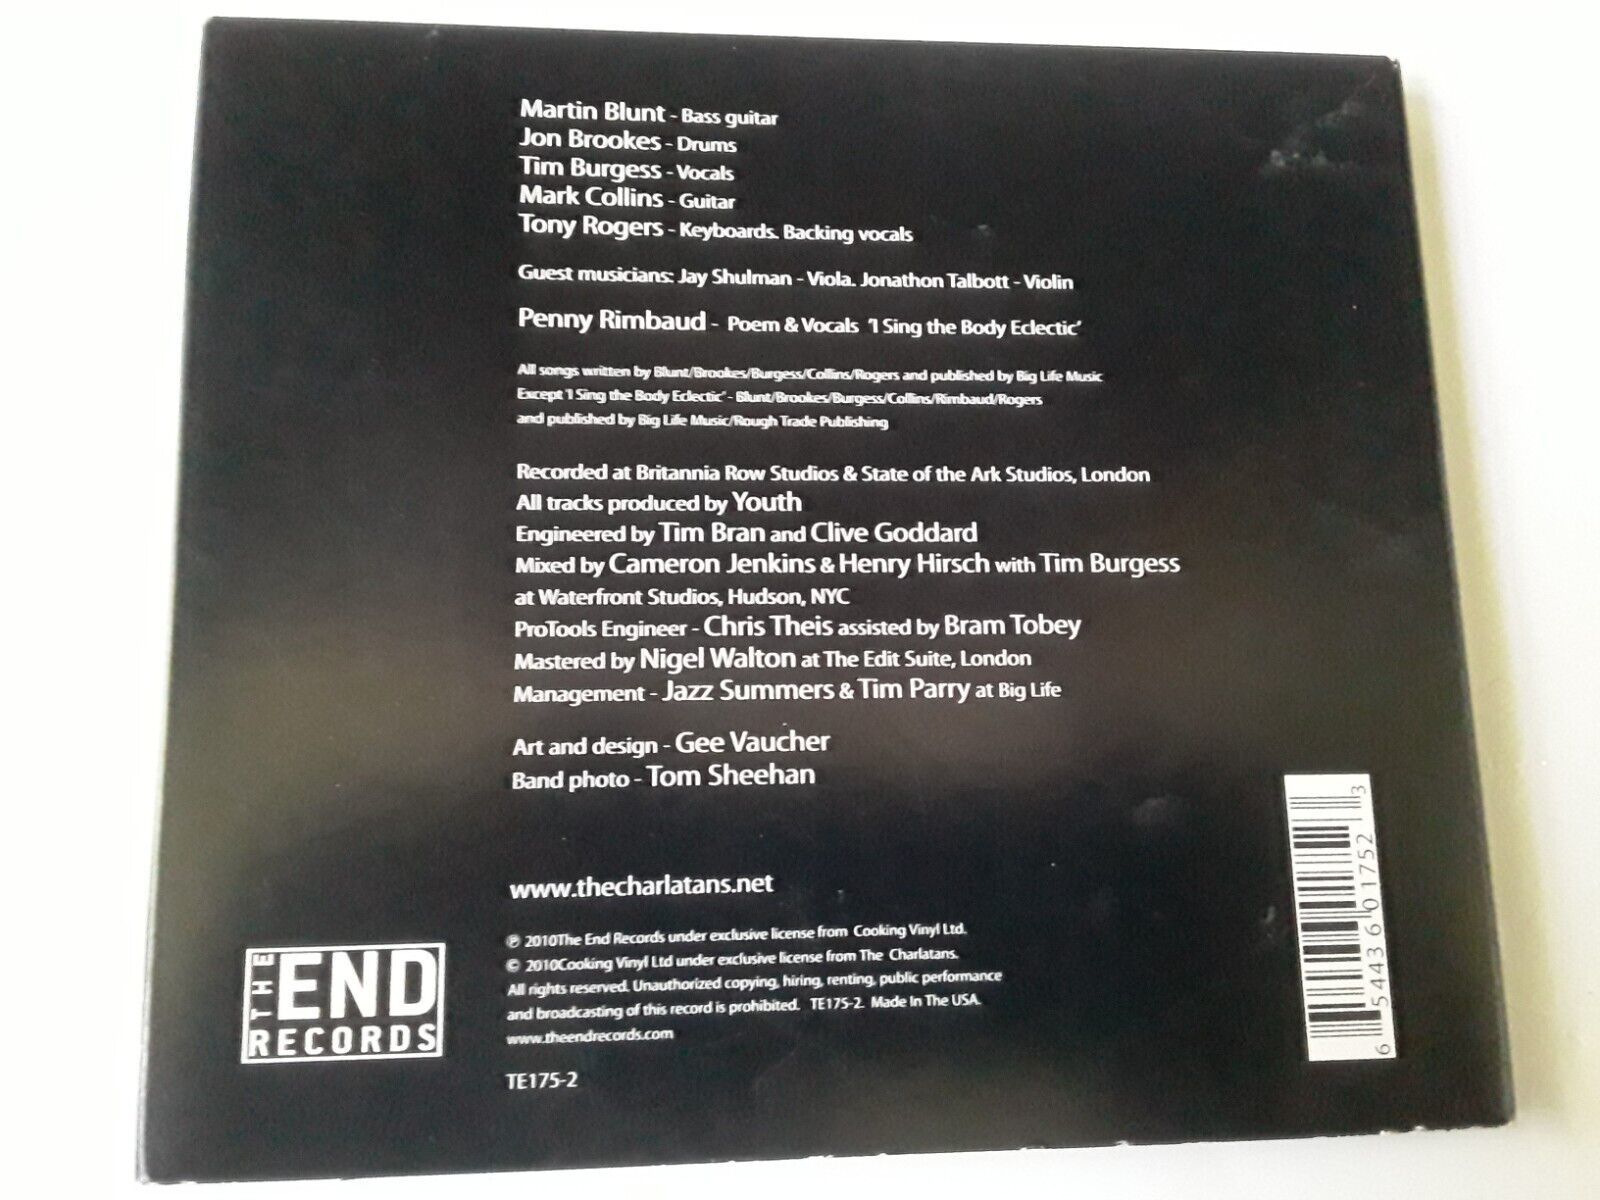 Martin Blunt - Bass guitar
Jon Brookes - Drums
Tim Burgess - Vocals
Mark Collins - Guitar
Tony Rogers - Keyboards. Backing vocals
Guest musicians: Jay Shulman - Viola. Jonathon Talbott - Violin
Penny Rimbaud - Poem & Vocals 'I Sing the Body Eclectic'
All songs written by Blunt/Brookes/Burgess/Collins/Rogers and published by Big Life Music
Except 'I Sing the Body Eclectic' - Blunt/Brookes/Burgess/Collins/Rimbaud/Rogers
and published by Big Life Music/Rough Trade Publishing
Recorded at Britannia Row Studios & State of the Ark Studios, London
All tracks produced by Youth
Engineered by Tim Bran and Clive Goddard
Mixed by Cameron Jenkins & Henry Hirsch with Tim Burgess
at Waterfront Studios, Hudson, NYC
ProTools Engineer - Chris Theis assisted by Bram Tobey
Mastered by Nigel Walton at The Edit Suite, London
Management - Jazz Summers & Tim Parry at Big Life
Art and design - Gee Vaucher
Band photo - Tom Sheehan
www.thecharlatans.net
℗ 2010The End Records under exclusive license from Cooking Vinyl Ltd.
© 2010Cooking Vinyl Ltd under exclusive license from The Charlatans.
All rights reserved. Unauthorized copying, hiring, renting, public performance
and broadcasting of this record is prohibited. TE175-2. Made In The USA.
www.theendrecords.com
TE175-2
THE END
RECORDS
6 54436 01752 3